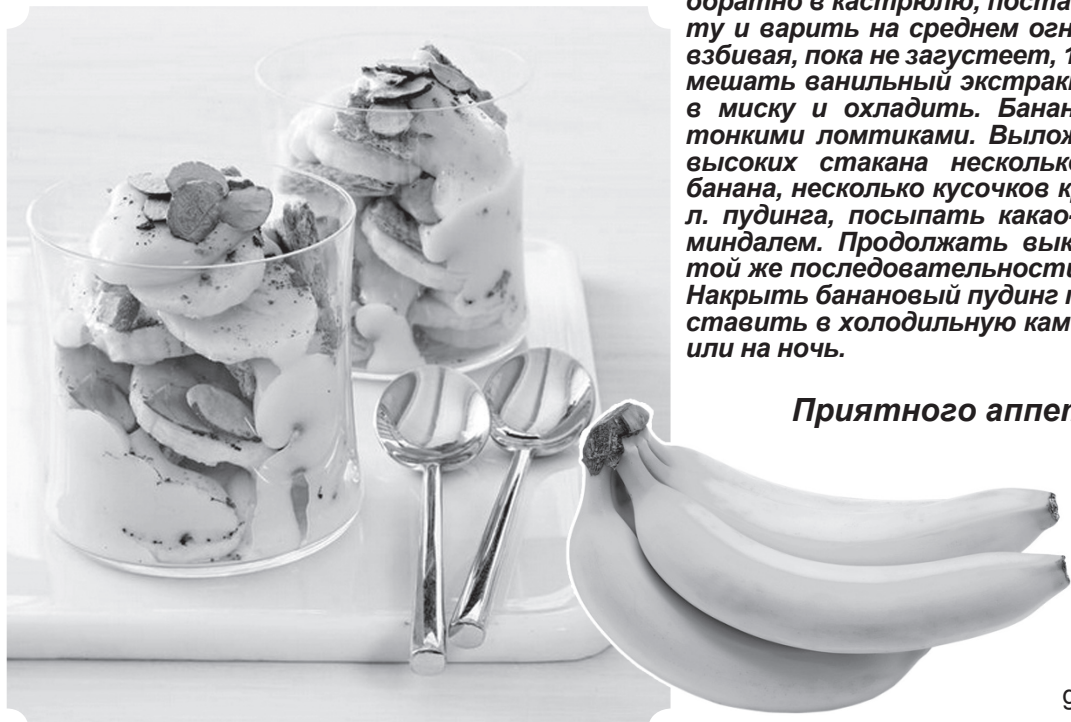 обратно в кастрюлю, поста
ту и варить на среднем огн
взбивая, пока не загустеет, 1
мешать ванильный экстрак
в миску и охладить. Банан
тонкими ломтиками. Вылож
высоких стакана нескольк
банана, несколько кусочков к
л. пудинга, посыпать какао-
миндалем. Продолжать вык
той же последовательности
Накрыть банановый пудинг п
ставить в холодильную кам
или на ночь.
Приятного аппет
9